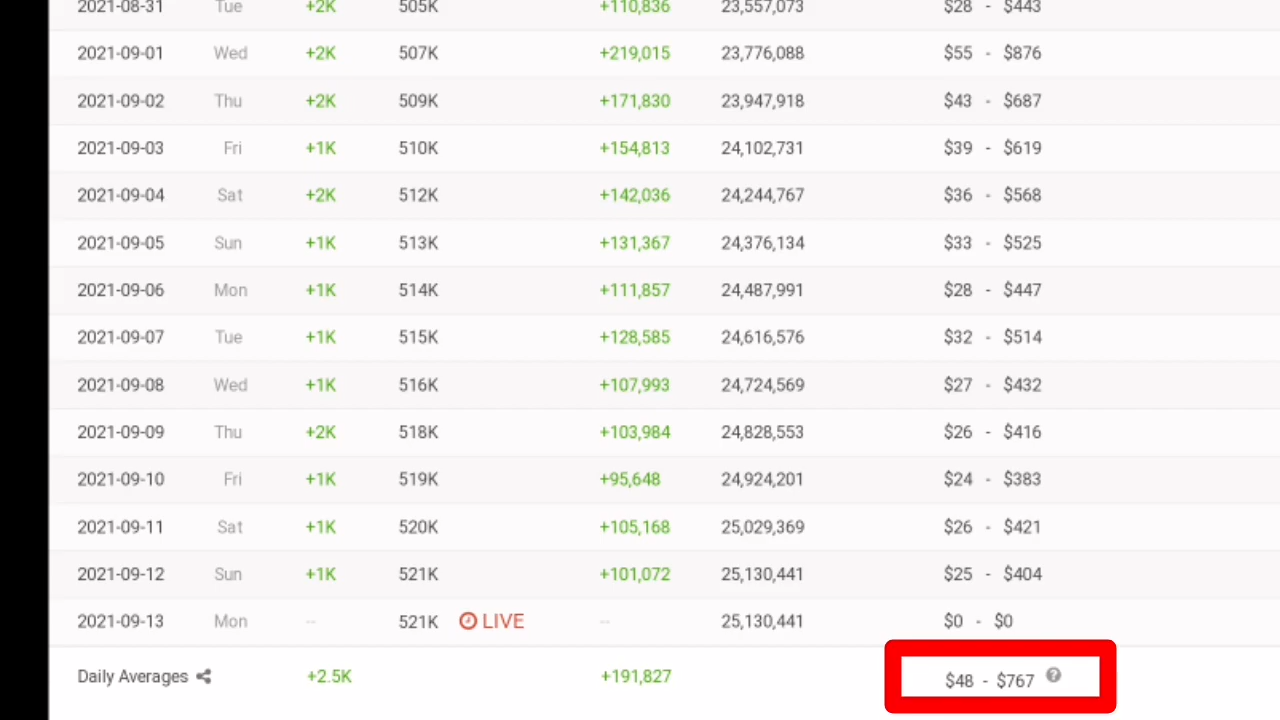 2021-08-31 Tue +2K 505K +110,836 23,557,073 $28 - $443
2021-09-01 Wed +2K 507K +219,015 23,776,088 $55 - $876
2021-09-02 Thu +2K 509K +171,830 23,947,918 $43 - $687
2021-09-03 Fri +1K 510K +154,813 24,102,731 $39 - $619
2021-09-04 Sat +2K 512K +142,036 24,244,767 $36 - $568
2021-09-05 Sun +1K 513K +131,367 24,376,134 $33 - $525
2021-09-06 Mon +1K 514K +111,857 24,487,991 $28 - $447
2021-09-07 Tue +1K 515K +128,585 24,616,576 $32 - $514
2021-09-08 Wed +1K 516K +107,993 24,724,569 $27 - $432
2021-09-09 Thu +2K 518K +103,984 24,828,553 $26 - $416
2021-09-10 Fri +1K 519K +95,648 24,924,201 $24 - $383
2021-09-11 Sat +1K 520K +105,168 25,029,369 $26 - $421
2021-09-12 Sun +1K 521K +101,072 25,130,441 $25 - $404
2021-09-13 Mon -- 521K LIVE -- 25,130,441 $0 - $0
Daily Averages +2.5K +191,827 $48 - $767 ?